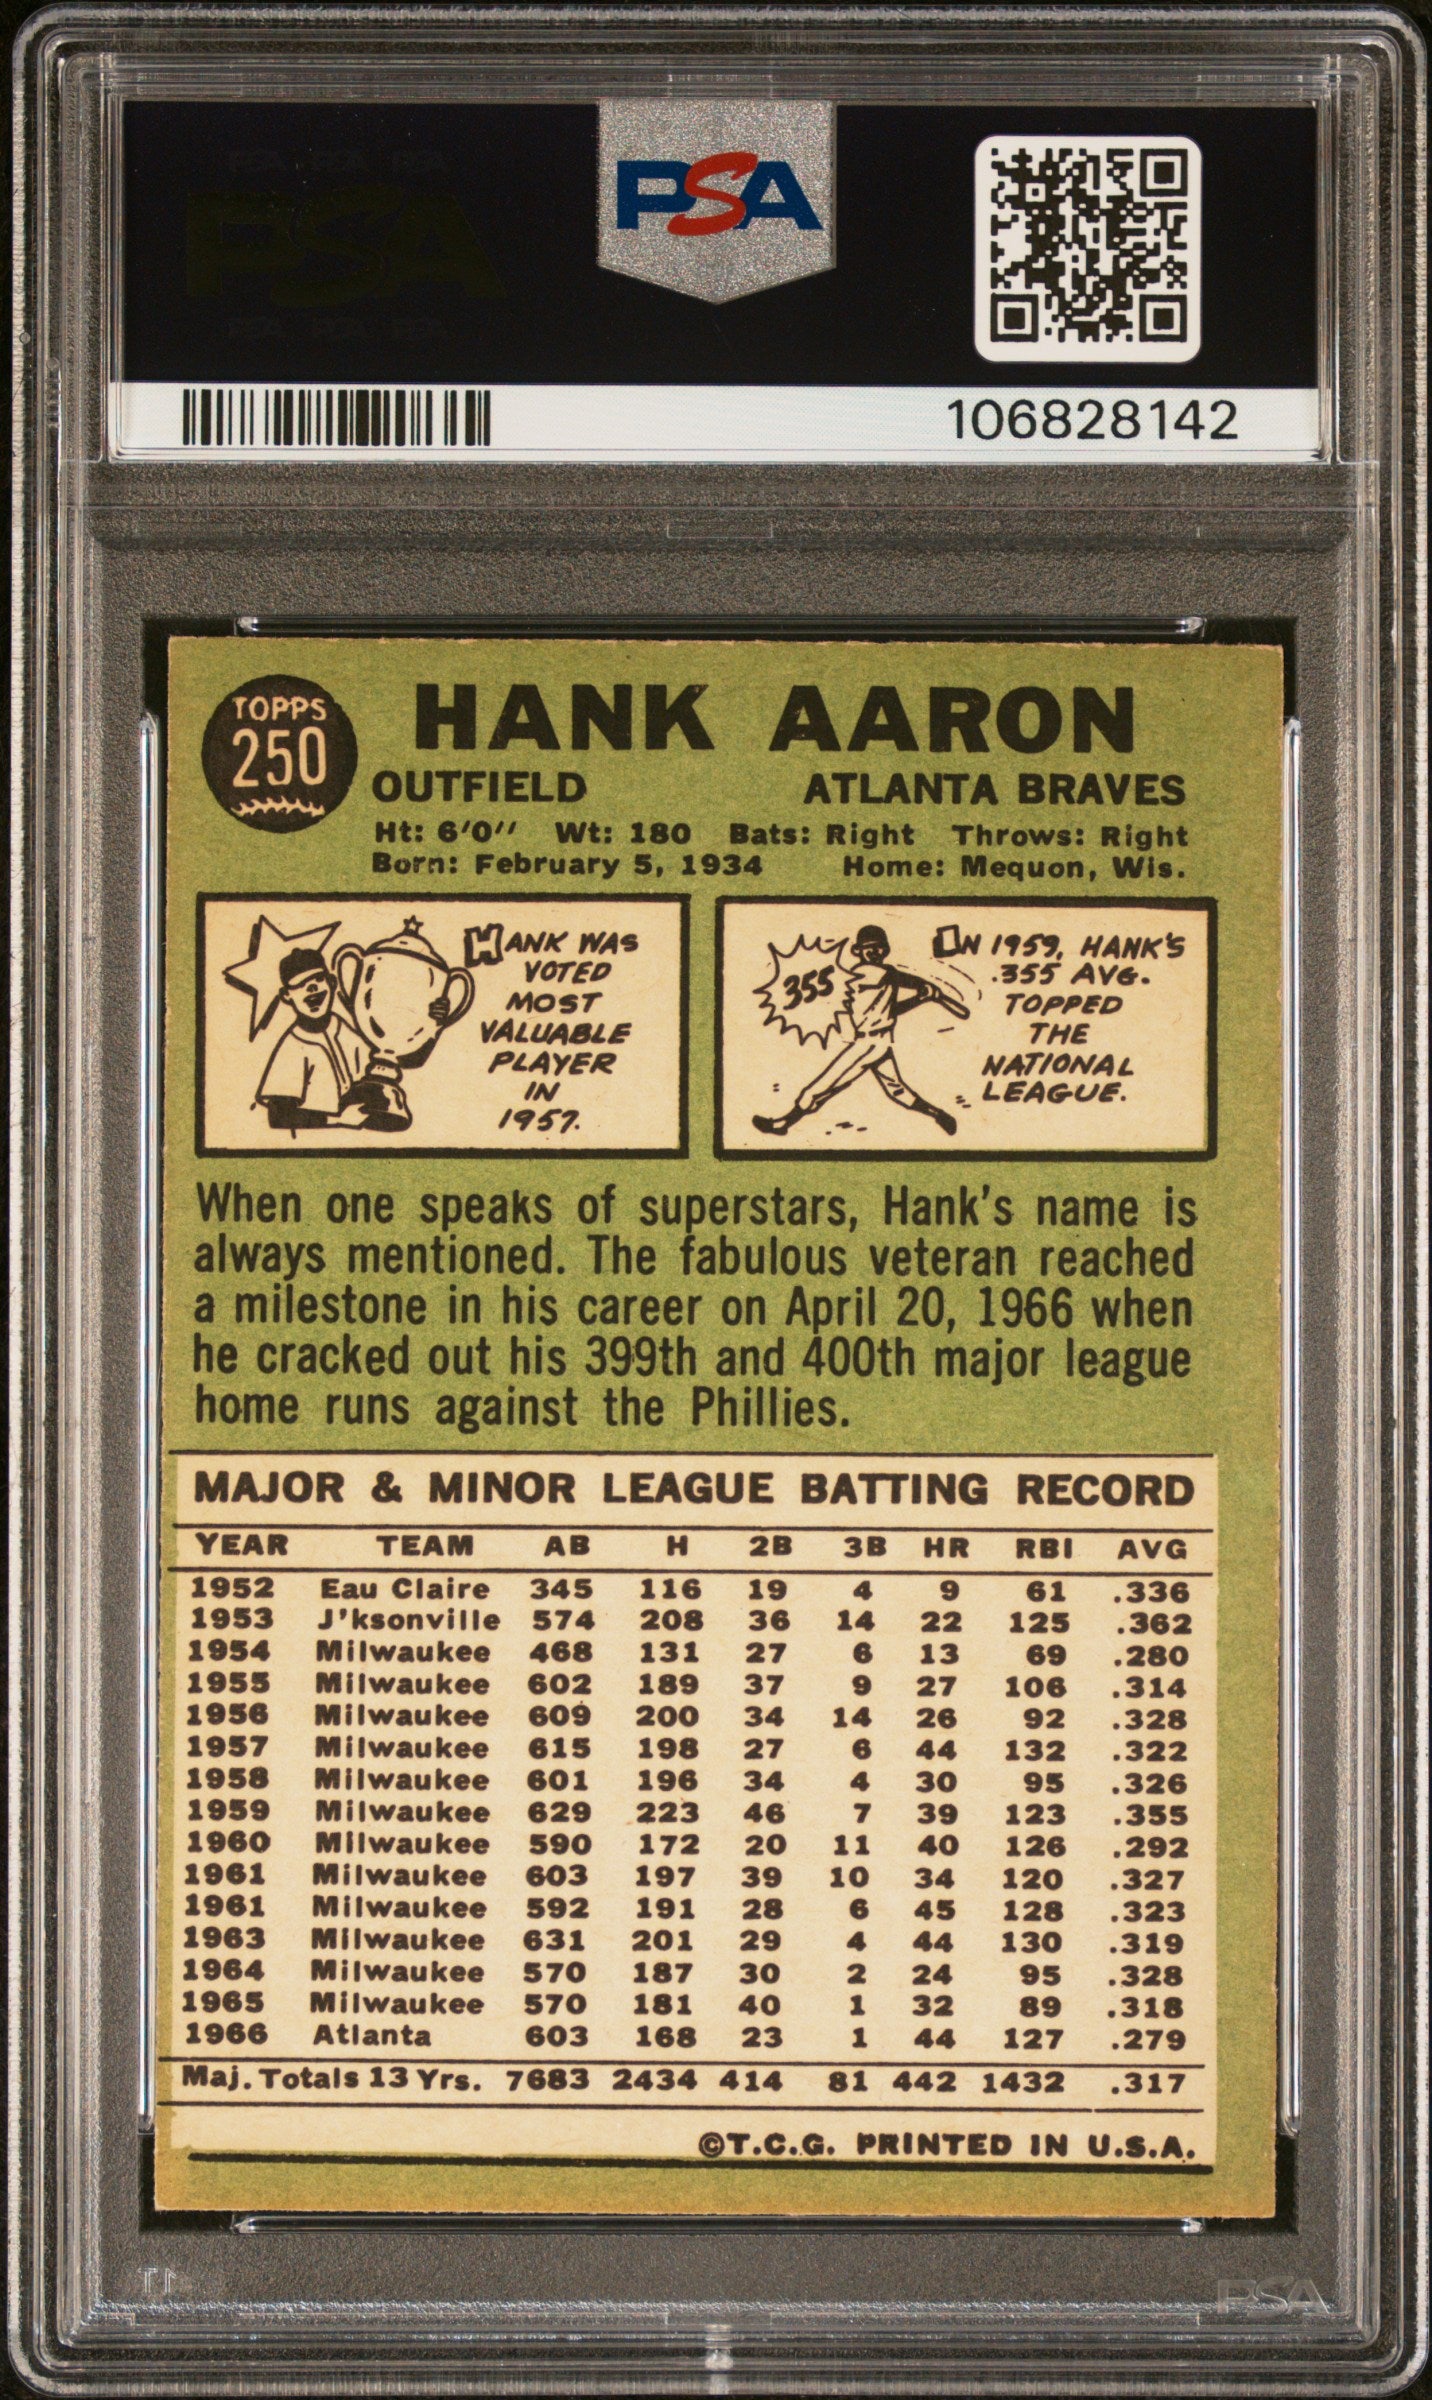 PSA
106828142
TOPPS
250
HANK AARON
OUTFIELD ATLANTA BRAVES
Ht: 6'0'' Wt: 180 Bats: Right Throws: Right
Born: February 5, 1934 Home: Mequon, Wis.
HANK WAS
VOTED
MOST
VALUABLE
PLAYER
IN
1957.
355
IN 1959, HANK'S
.355 AVG.
TOPPED
THE
NATIONAL
LEAGUE.
When one speaks of superstars, Hank's name is
always mentioned. The fabulous veteran reached
a milestone in his career on April 20, 1966 when
he cracked out his 399th and 400th major league
home runs against the Phillies.
MAJOR & MINOR LEAGUE BATTING RECORD
YEAR TEAM AB H 2B 3B HR RBI AVG
1952 Eau Claire 345 116 19 4 9 61 .336
1953 J'ksonville 574 208 36 14 22 125 .362
1954 Milwaukee 468 131 27 6 13 69 .280
1955 Milwaukee 602 189 37 9 27 106 .314
1956 Milwaukee 609 200 34 14 26 92 .328
1957 Milwaukee 615 198 27 6 44 132 .322
1958 Milwaukee 601 196 34 4 30 95 .326
1959 Milwaukee 629 223 46 7 39 123 .355
1960 Milwaukee 590 172 20 11 40 126 .292
1961 Milwaukee 603 197 39 10 34 120 .327
1961 Milwaukee 592 191 28 6 45 128 .323
1963 Milwaukee 631 201 29 4 44 130 .319
1964 Milwaukee 570 187 30 2 24 95 .328
1965 Milwaukee 570 181 40 1 32 89 .318
1966 Atlanta 603 168 23 1 44 127 .279
Maj. Totals 13 Yrs. 7683 2434 414 81 442 1432 .317
©T.C.G. PRINTED IN U.S.A.
PSA